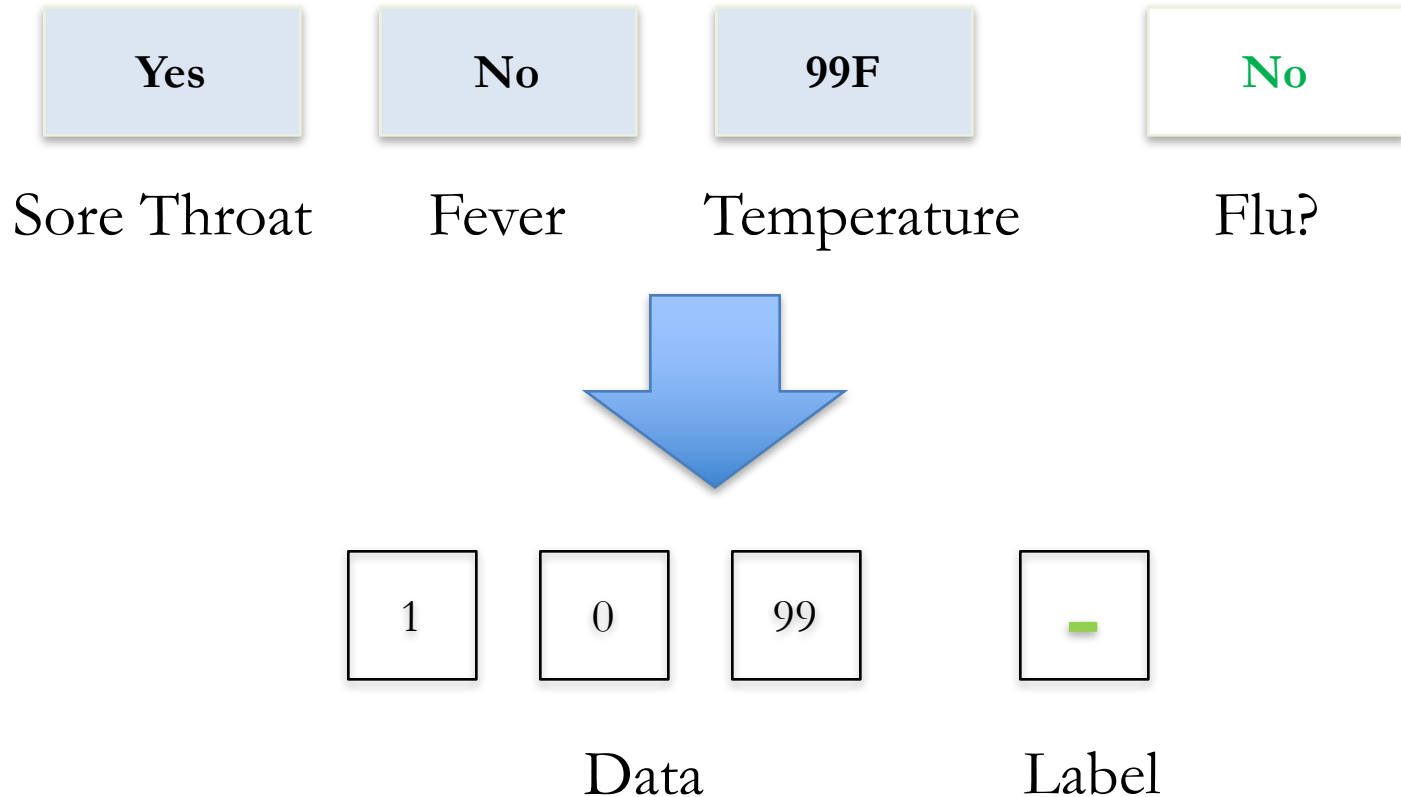 Yes No 99F No
Sore Throat Fever Temperature Flu?
1 0 99 -
Data Label